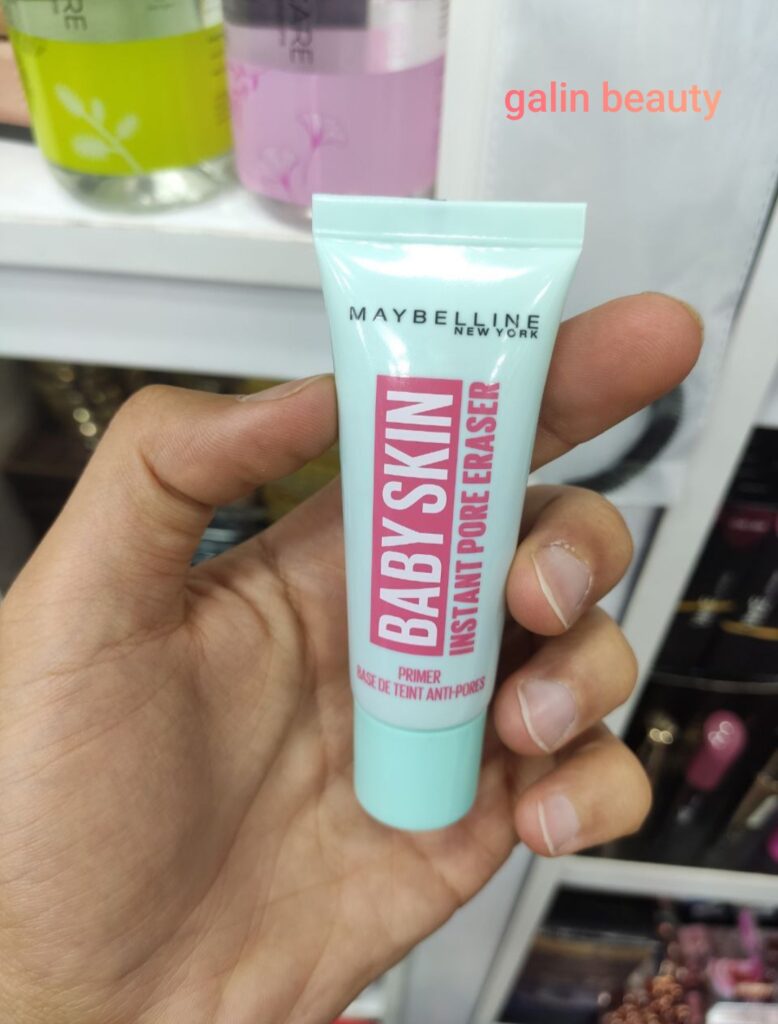 galin beauty
MAYBELLINE
NEW YORK
BABY SKIN
INSTANT PORE ERASER
PRIMER
BASE DE TEINT ANTI-PORES